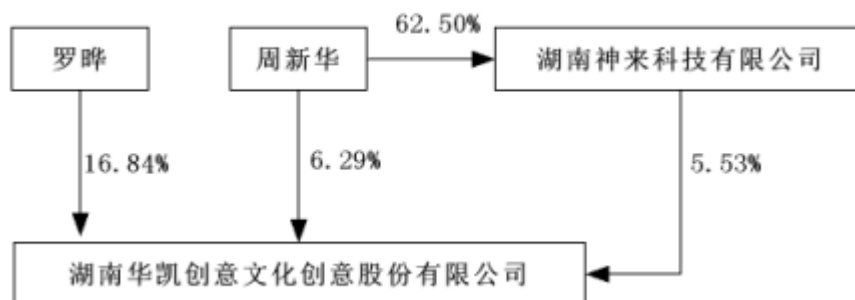 62.50%
罗晔
周新华
湖南神来科技有限公司
16.84%
6.29%
5.53%
湖南华凯创意文化创意股份有限公司